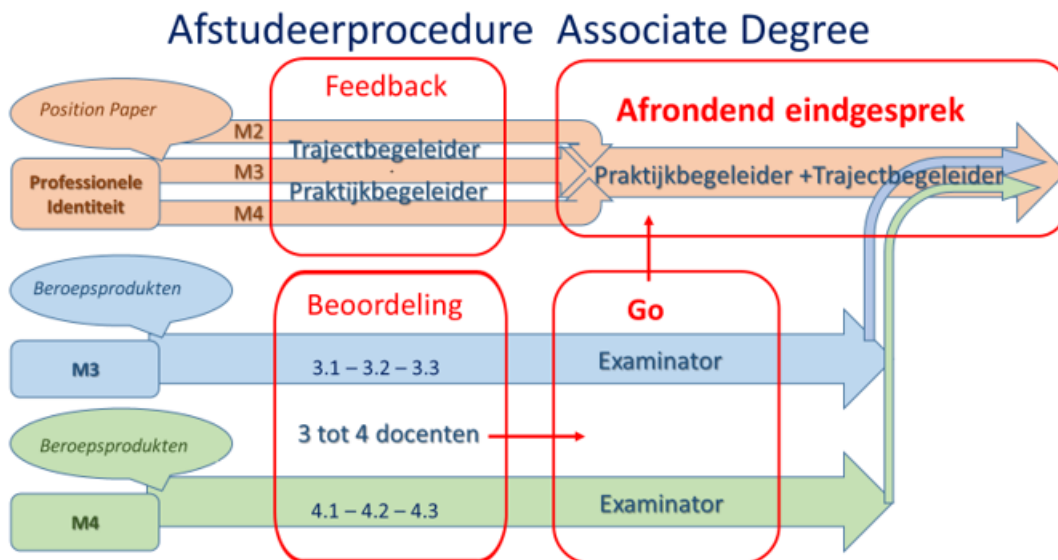 Afstudeerprocedure Associate Degree
Position Paper
Professionele
Identiteit
M2
M3
M4
Feedback
Trajectbegeleider
.
Praktijkbegeleider
Afrondend eindgesprek
Praktijkbegeleider +Trajectbegeleider
Beroepsprodukten
M3
Beoordeling
3.1 – 3.2 – 3.3
Go
Examinator
3 tot 4 docenten
Beroepsprodukten
M4
4.1 – 4.2 – 4.3
Examinator